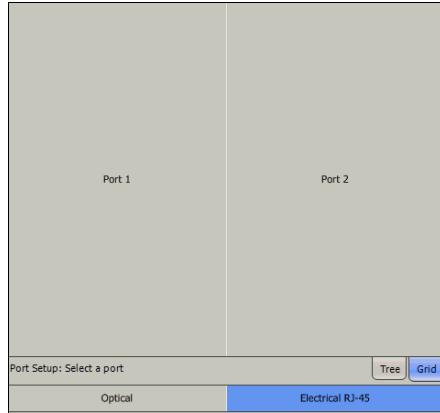 Port 1 Port 2
Port Setup: Select a port Tree Grid
Optical Electrical RJ-45